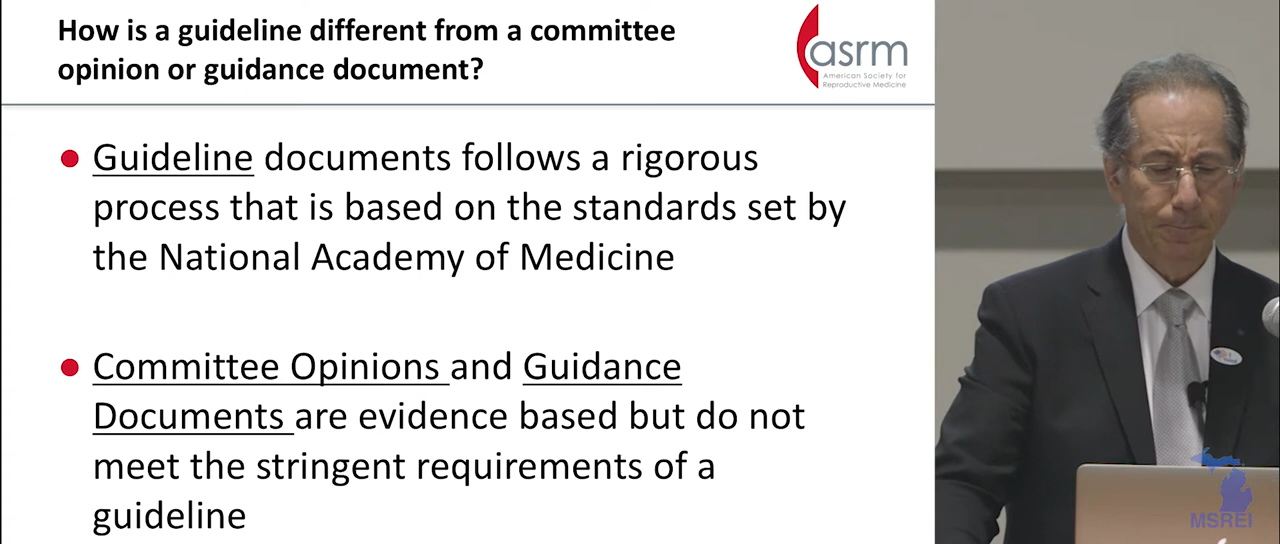 How is a guideline different from a committee
opinion or guidance document?
asrm
American Society for
Reproductive Medicine
● Guideline documents follows a rigorous
process that is based on the standards set by
the National Academy of Medicine
● Committee Opinions and Guidance
Documents are evidence based but do not
meet the stringent requirements of a
guideline
MSREI